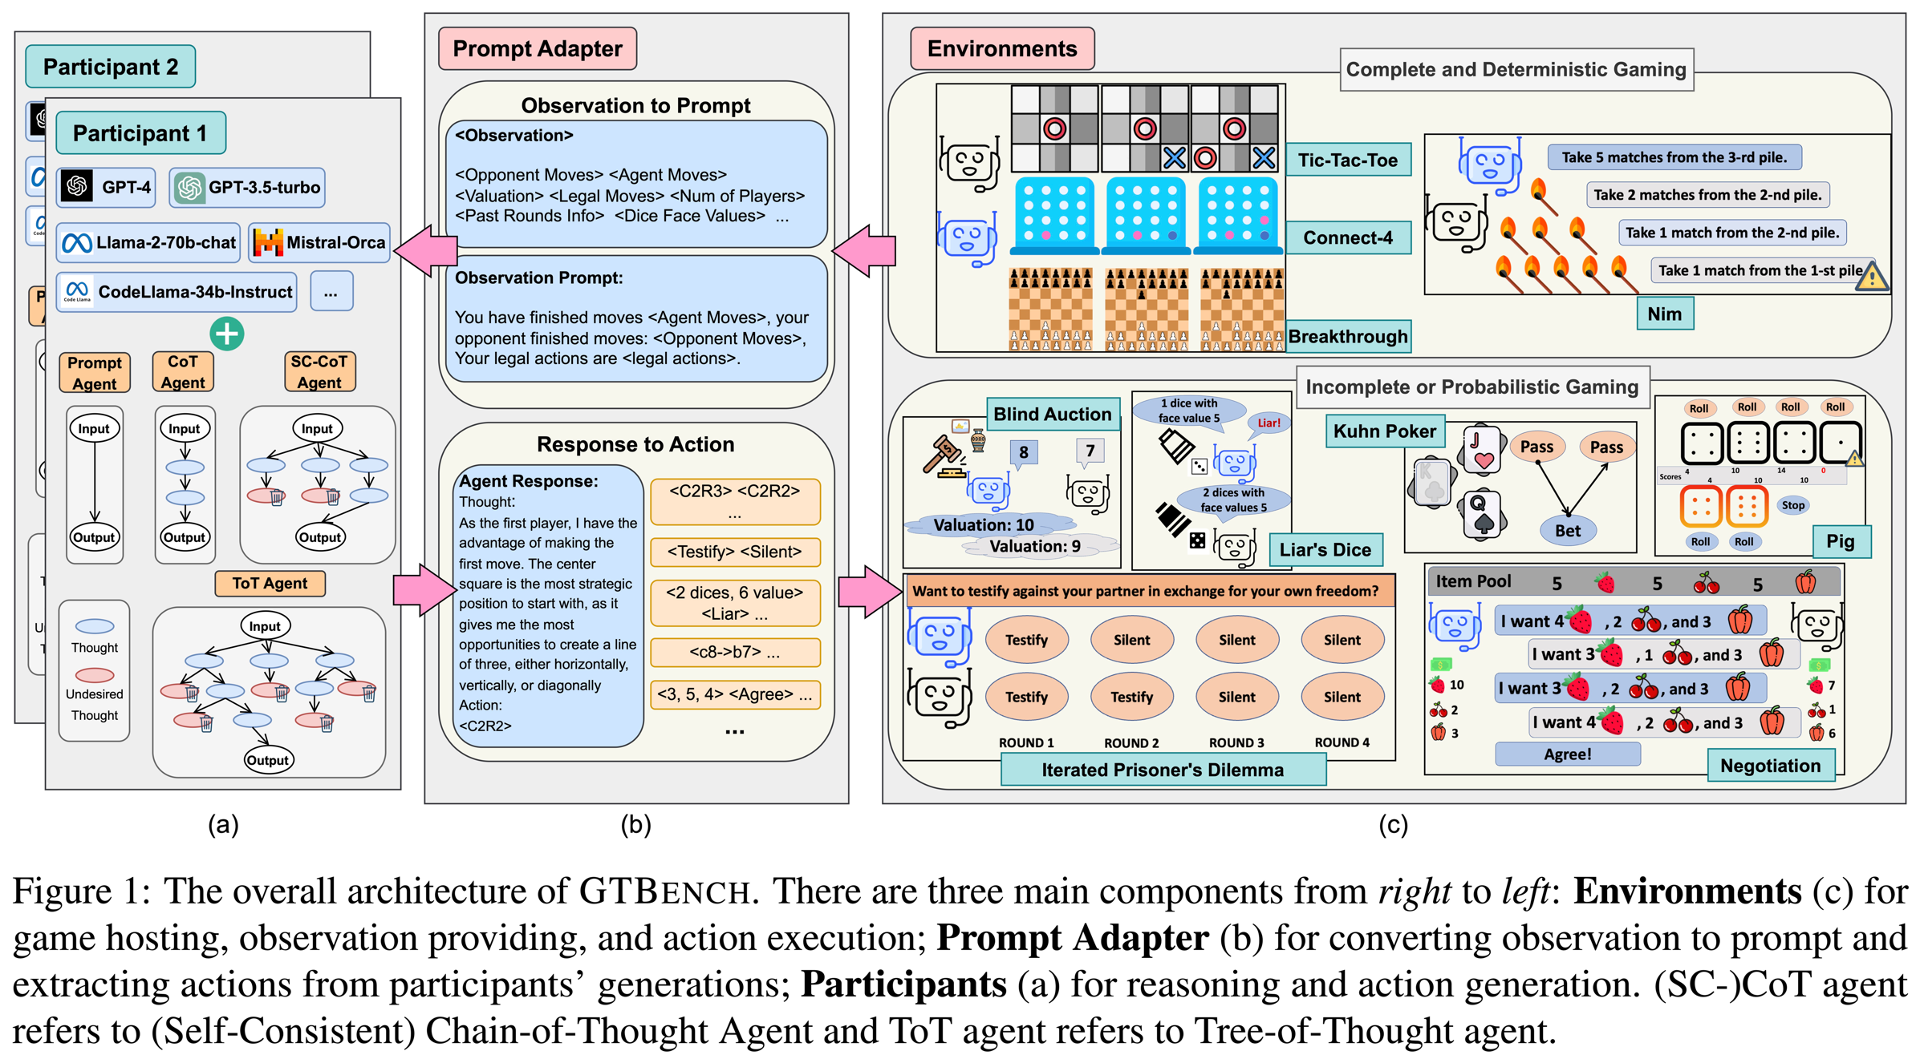 Participant 2
Participant 1
GPT-4
GPT-3.5-turbo
Llama-2-70b-chat
Mistral-Orca
Code Llama
CodeLlama-34b-Instruct
...
Prompt
Agent
CoT
Agent
SC-CoT
Agent
Input
Input
Input
Output
Output
Output
ToT Agent
Input
Output
Thought
Undesired
Thought
(a)
Prompt Adapter
Observation to Prompt
<Observation>
<Opponent Moves> <Agent Moves>
<Valuation> <Legal Moves> <Num of Players>
<Past Rounds Info> <Dice Face Values> ...
Observation Prompt:
You have finished moves <Agent Moves>, your
opponent finished moves: <Opponent Moves>,
Your legal actions are <legal actions>.
Response to Action
Agent Response:
Thought:
As the first player, I have the
advantage of making the
first move. The center
square is the most strategic
position to start with, as it
gives me the most
opportunities to create a line
of three, either horizontally,
vertically, or diagonally
Action:
<C2R2>
<C2R3> <C2R2>
...
<Testify> <Silent>
<2 dices, 6 value>
<Liar> ...
<c8->b7> ...
<3, 5, 4> <Agree> ...
...
(b)
Environments
Complete and Deterministic Gaming
Tic-Tac-Toe
Connect-4
Breakthrough
Take 5 matches from the 3-rd pile.
Take 2 matches from the 2-nd pile.
Take 1 match from the 2-nd pile.
Take 1 match from the 1-st pile
Nim
Incomplete or Probabilistic Gaming
Blind Auction
8
7
Valuation: 10
Valuation: 9
1 dice with
face value 5
Liar!
2 dices with
face values 5
Liar's Dice
Kuhn Poker
J
K
Q
Pass
Pass
Bet
Roll
Roll
Roll
Roll
4
10
14
0
Scores
4
10
10
Stop
Roll
Roll
Pig
Want to testify against your partner in exchange for your own freedom?
Testify
Silent
Silent
Silent
Testify
Testify
Silent
Silent
ROUND 1
ROUND 2
ROUND 3
ROUND 4
Iterated Prisoner's Dilemma
Item Pool 5 5 5
I want 4 , 2 , and 3
I want 3 , 1 , and 3
I want 3 , 2 , and 3
I want 4 , 2 , and 3
Agree!
10
2
3
7
1
6
Negotiation
(c)
Figure 1: The overall architecture of GTBENCH. There are three main components from right to left: Environments (c) for
game hosting, observation providing, and action execution; Prompt Adapter (b) for converting observation to prompt and
extracting actions from participants' generations; Participants (a) for reasoning and action generation. (SC-)CoT agent
refers to (Self-Consistent) Chain-of-Thought Agent and ToT agent refers to Tree-of-Thought agent.